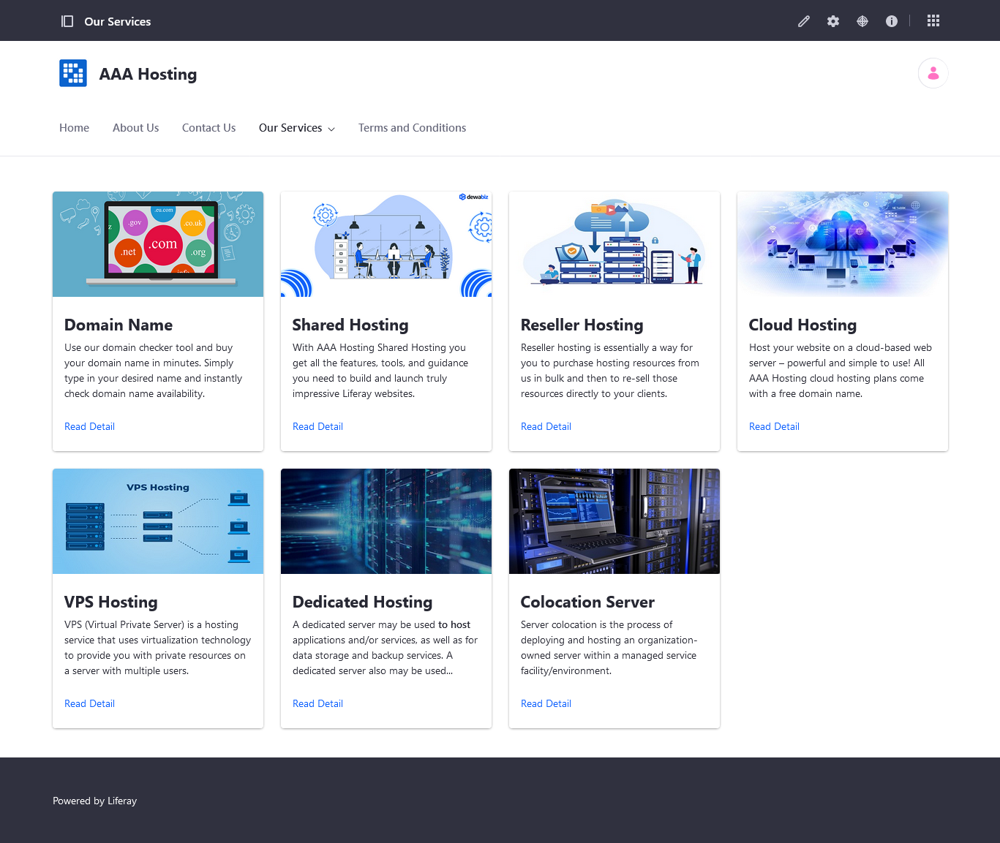 Our Services
AAA Hosting
Home
About Us
Contact Us
Our Services
Terms and Conditions
.eu.com
.gov
.co.uk
.com
.net
.org
info
dewabiz
DATA
NETWORK
Domain Name
Use our domain checker tool and buy
your domain name in minutes. Simply
type in your desired name and instantly
check domain name availability.
Read Detail
Shared Hosting
With AAA Hosting Shared Hosting you
get all the features, tools, and guidance
you need to build and launch truly
impressive Liferay websites.
Read Detail
Reseller Hosting
Reseller hosting is essentially a way for
you to purchase hosting resources from
us in bulk and then to re-sell those
resources directly to your clients.
Read Detail
Cloud Hosting
Host your website on a cloud-based web
server – powerful and simple to use! All
AAA Hosting cloud hosting plans come
with a free domain name.
Read Detail
VPS Hosting
VPS Hosting
VPS (Virtual Private Server) is a hosting
service that uses virtualization technology
to provide you with private resources on
a server with multiple users.
Read Detail
Dedicated Hosting
A dedicated server may be used to host
applications and/or services, as well as for
data storage and backup services. A
dedicated server also may be used...
Read Detail
Colocation Server
Server colocation is the process of
deploying and hosting an organization-
owned server within a managed service
facility/environment.
Read Detail
Powered by Liferay